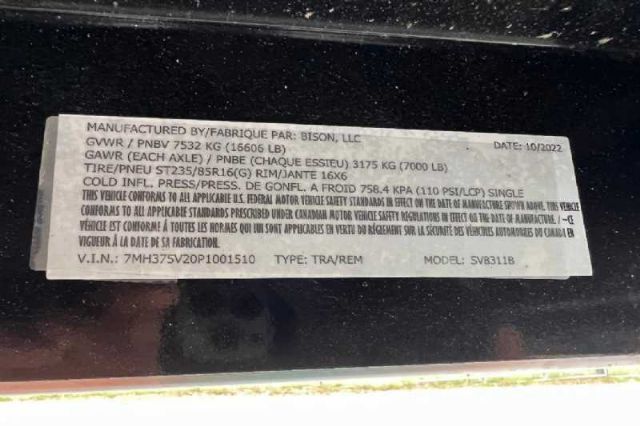 MANUFACTURED BY/FABRIQUE PAR: BISON, LLC DATE: 10/2022
GVWR / PNBV 7532 KG (16606 LB)
GAWR (EACH AXLE) / PNBE (CHAQUE ESSIEU) 3175 KG (7000 LB)
TIRE/PNEU ST235/85R16(G) RIM/JANTE 16X6
COLD INFL. PRESS/PRESS. DE GONFL. A FROID 758.4 KPA (110 PSI/LCP) SINGLE
THIS VEHICLE CONFORMS TO ALL APPLICABLE U.S. FEDERAL MOTOR VEHICLE SAFETY STANDARDS IN EFFECT ON THE DATE OF MANUFACTURE SHOWN ABOVE. THIS VEHICLE
CONFORMS TO ALL APPLICABLE STANDARDS PRESCRIBED UNDER CANADIAN MOTOR VEHICLE SAFETY REGULATIONS IN EFFECT ON THE DATE OF MANUFACTURE. / -CE
VÉHICLE EST CONFORME À TOUTES LES NORMES QUI LUI SONT APPLICABLES EN VERTU DU RÉGLEMENT SUR LA SÉCURITÉ DES VÉHICLES AUTOMOBILES DU CANADA EN
VIGUEUR À LA DATE DE SA FABRICATION.
V.I.N.: 7MH375V20P1001510 TYPE: TRA/REM MODEL: SV8311B